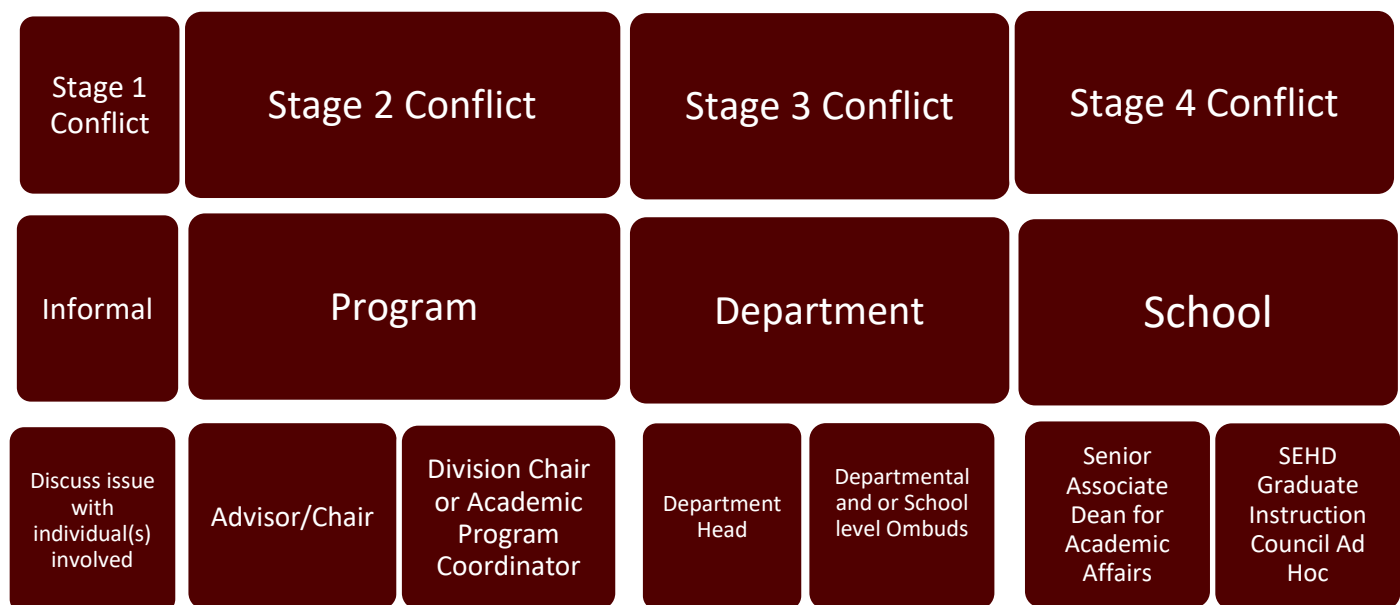 Stage 1
Conflict
Stage 2 Conflict
Stage 3 Conflict
Stage 4 Conflict
Informal
Program
Department
School
Discuss issue
with
individual(s)
involved
Advisor/Chair
Division Chair
or Academic
Program
Coordinator
Department
Head
Departmental
and or School
level Ombuds
Senior
Associate
Dean for
Academic
Affairs
SEHD
Graduate
Instruction
Council Ad
Hoc